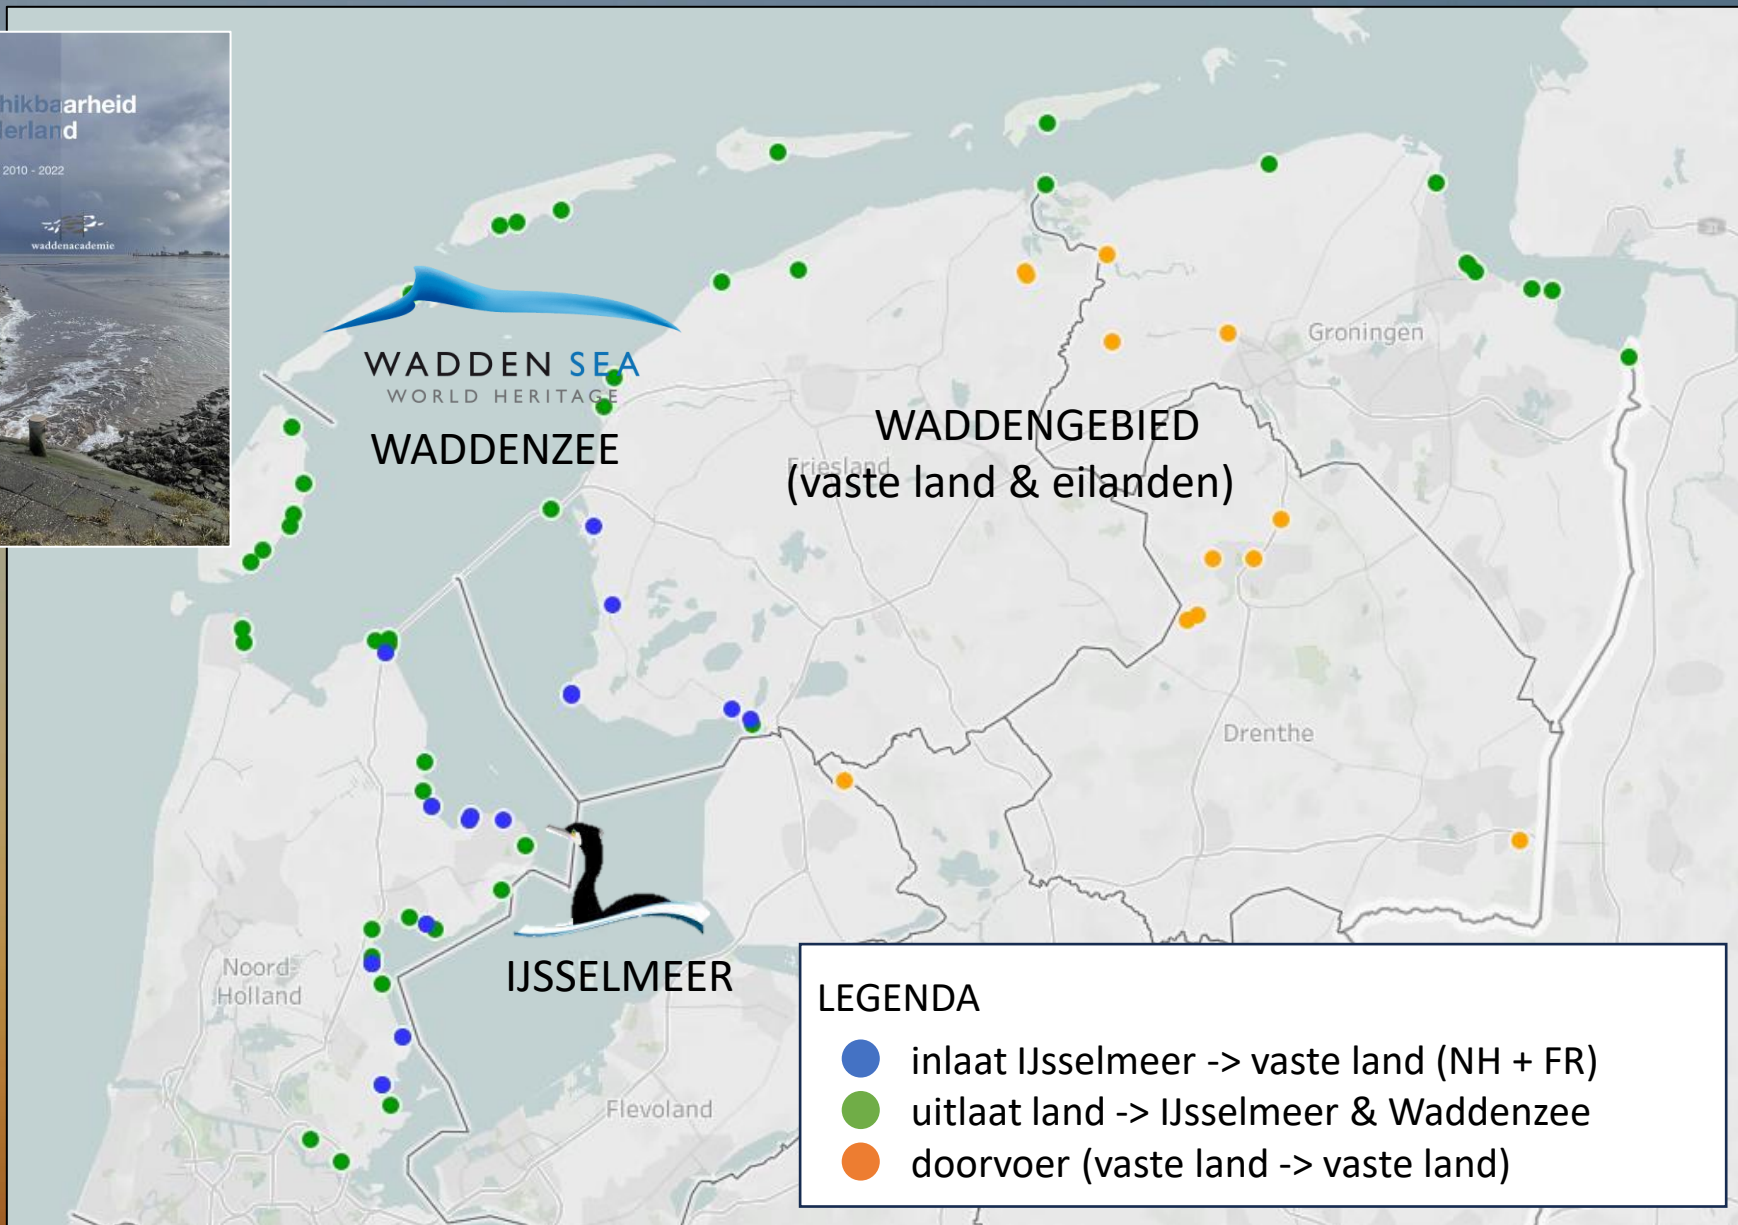 hikbaarheid
derland
2010 - 2022
waddenacademie
WADDEN SEA
WORLD HERITAGE
WADDENZEE
WADDENGEBIED
Friesland
(vaste land & eilanden)
Groningen
Drenthe
Noord-
Holland
IJSSELMEER
Flevoland
LEGENDA
inlaat IJsselmeer -> vaste land (NH + FR)
uitlaat land -> IJsselmeer & Waddenzee
doorvoer (vaste land -> vaste land)